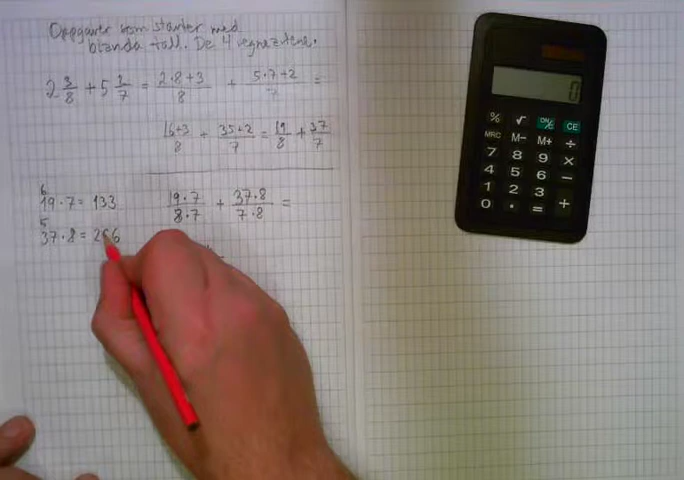 Oppgaver som starter med
blanda tall. De 4 regneartene.
2 3/8 + 5 2/7 = (2·8+3)/8 + (5·7+2)/7 =
(16+3)/8 + (35+2)/7 = 19/8 + 37/7
6
19·7 = 133
(19·7)/(8·7) + (37·8)/(7·8) =
5
37·8 = 2
0
% √ ON/C CE
MRC M- M+ ÷
7 8 9 ×
4 5 6 −
1 2 3 +
0 . =